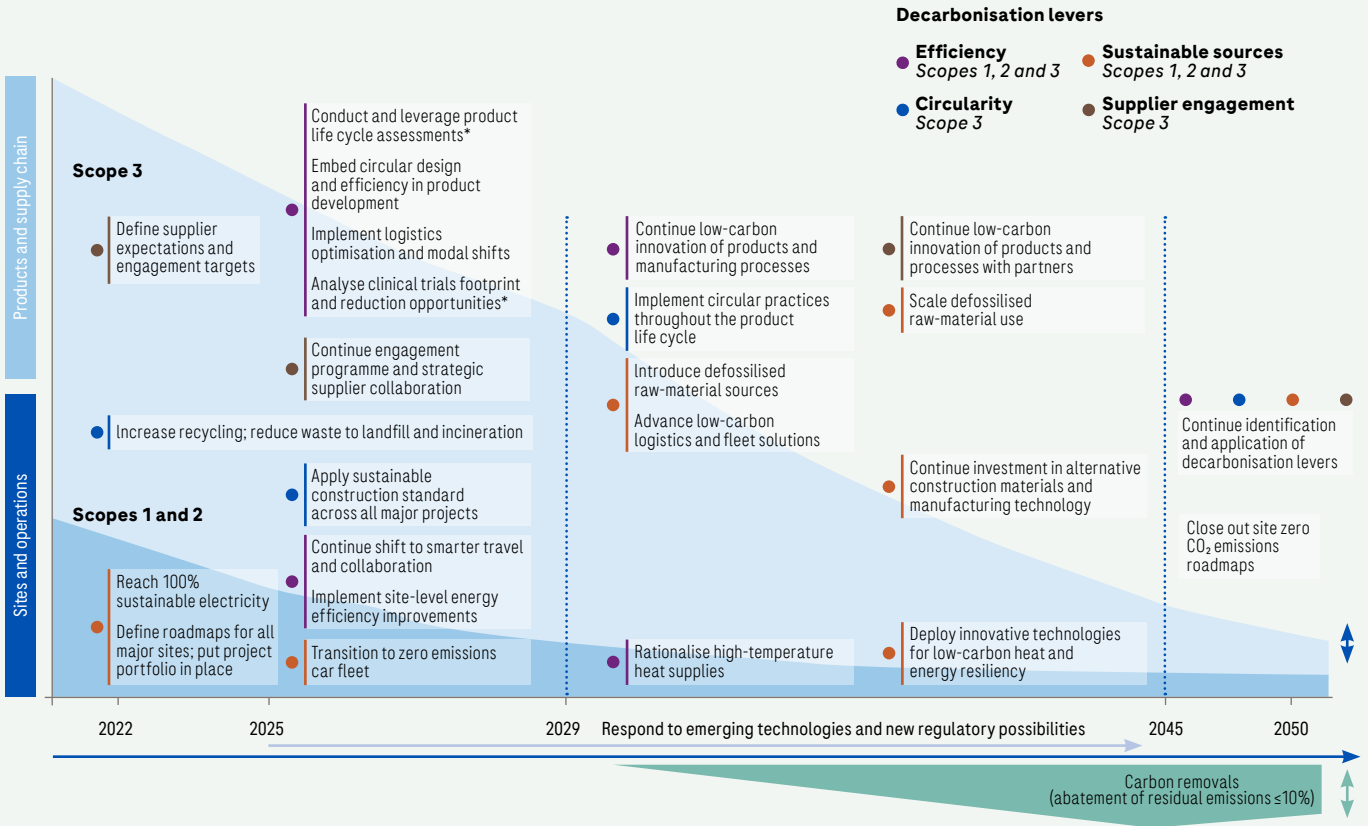 Decarbonisation levers
Efficiency
Scopes 1, 2 and 3
Sustainable sources
Scopes 1, 2 and 3
Circularity
Scope 3
Supplier engagement
Scope 3
Products and supply chain
Scope 3
Define supplier
expectations and
engagement targets
Conduct and leverage product
life cycle assessments*
Embed circular design
and efficiency in product
development
Implement logistics
optimisation and modal shifts
Analyse clinical trials footprint
and reduction opportunities*
Continue engagement
programme and strategic
supplier collaboration
Continue low-carbon
innovation of products and
manufacturing processes
Implement circular practices
throughout the product
life cycle
Introduce defossilised
raw-material sources
Advance low-carbon
logistics and fleet solutions
Continue low-carbon
innovation of products and
processes with partners
Scale defossilised
raw-material use
Sites and operations
Increase recycling; reduce waste to landfill and incineration
Scopes 1 and 2
Reach 100%
sustainable electricity
Define roadmaps for all
major sites; put project
portfolio in place
Apply sustainable
construction standard
across all major projects
Continue shift to smarter travel
and collaboration
Implement site-level energy
efficiency improvements
Transition to zero emissions
car fleet
Rationalise high-temperature
heat supplies
Continue investment in alternative
construction materials and
manufacturing technology
Deploy innovative technologies
for low-carbon heat and
energy resiliency
Continue identification
and application of
decarbonisation levers
Close out site zero
CO₂ emissions
roadmaps
2022
2025
2029
Respond to emerging technologies and new regulatory possibilities
2045
2050
Carbon removals
(abatement of residual emissions ≤10%)